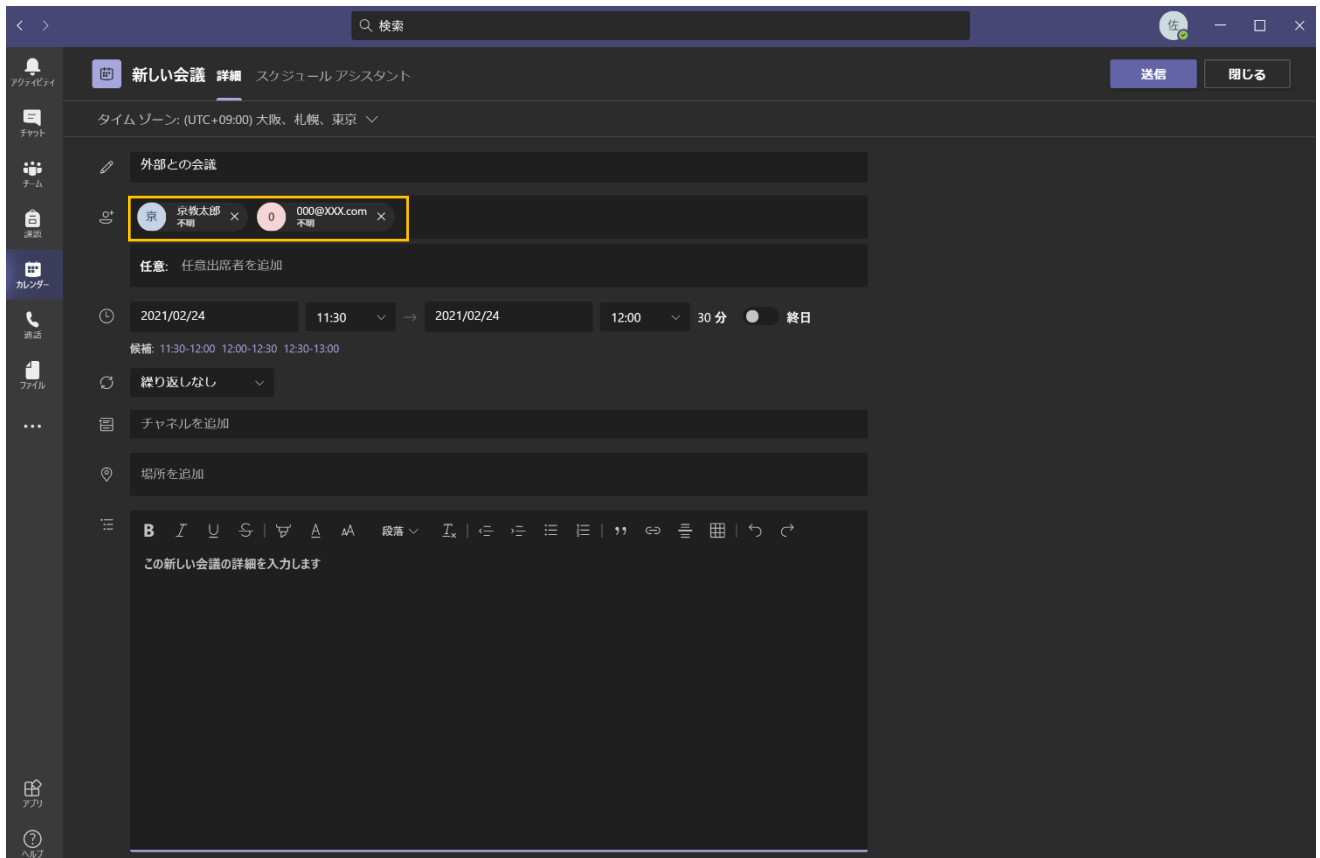 検索
佐
アクティビティ
チャット
チーム
課題
カレンダー
通話
ファイル
アプリ
ヘルプ
新しい会議 詳細 スケジュール アシスタント
送信 閉じる
タイム ゾーン: (UTC+09:00) 大阪、札幌、東京
外部との会議
京 京教太郎 不明 0 000@XXX.com 不明
任意: 任意出席者を追加
2021/02/24 11:30 → 2021/02/24 12:00 30 分 終日
候補: 11:30-12:00 12:00-12:30 12:30-13:00
繰り返しなし
チャネルを追加
場所を追加
B I U S A AA 段落 Ix
この新しい会議の詳細を入力します